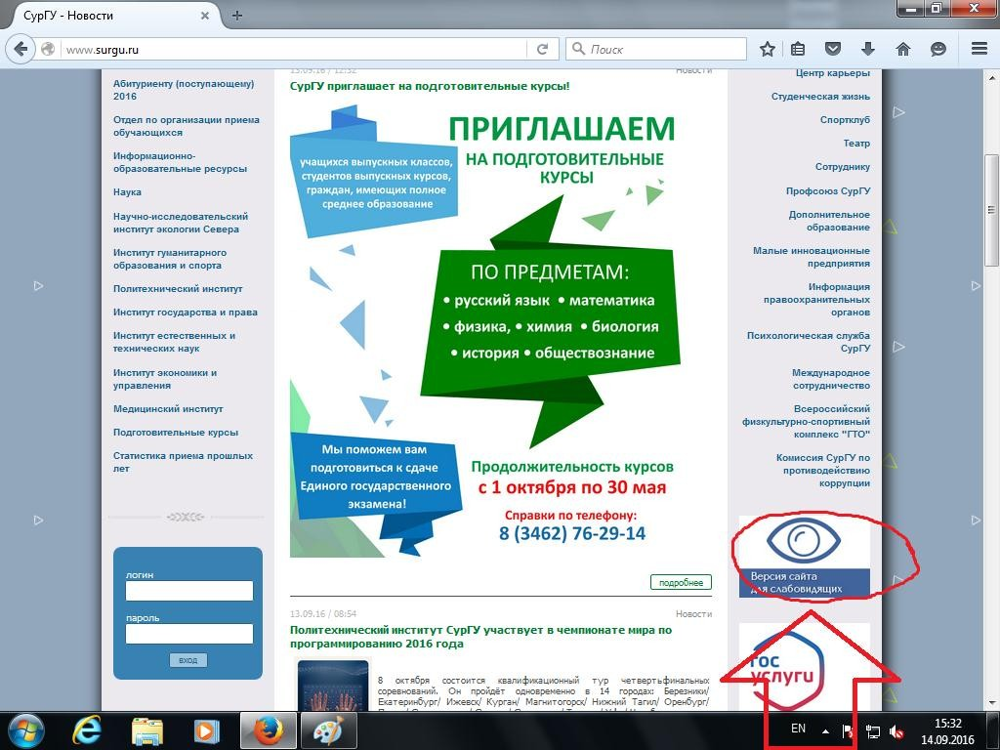 СурГУ - Новости
www.surgu.ru
Поиск
Абитуриенту (поступающему)
2016
Отдел по организации приема
обучающихся
Информационно-
образовательные ресурсы
Наука
Научно-исследовательский
институт экологии Севера
Институт гуманитарного
образования и спорта
Политехнический институт
Институт государства и права
Институт естественных и
технических наук
Институт экономики и
управления
Медицинский институт
Подготовительные курсы
Статистика приема прошлых
лет
логин
пароль
вход
13.09.16 / 12:32
Новости
СурГУ приглашает на подготовительные курсы!
ПРИГЛАШАЕМ
НА ПОДГОТОВИТЕЛЬНЫЕ
КУРСЫ
учащихся выпускных классов,
студентов выпускных курсов,
граждан, имеющих полное
среднее образование
ПО ПРЕДМЕТАМ:
• русский язык • математика
• физика, • химия • биология
• история • обществознание
Мы поможем вам
подготовиться к сдаче
Единого государственного
экзамена!
Продолжительность курсов
с 1 октября по 30 мая
Справки по телефону:
8 (3462) 76-29-14
подробнее
13.09.16 / 08:54
Новости
Политехнический институт СурГУ участвует в чемпионате мира по
программированию 2016 года
8 октября состоится квалификационный тур четвертьфинальных
соревнований. Он пройдёт одновременно в 14 городах: Березники/
Екатеринбург/ Ижевск/ Курган/ Магнитогорск/ Нижний Тагил/ Оренбург/
Центр карьеры
Студенческая жизнь
Спортклуб
Театр
Сотруднику
Профсоюз СурГУ
Дополнительное
образование
Малые инновационные
предприятия
Информация
правоохранительных
органов
Психологическая служба
СурГУ
Международное
сотрудничество
Всероссийский
физкультурно-спортивный
комплекс "ГТО"
Комиссия СурГУ по
противодействию
коррупции
Версия сайта
для слабовидящих
гос
услуги
EN
15:32
14.09.2016